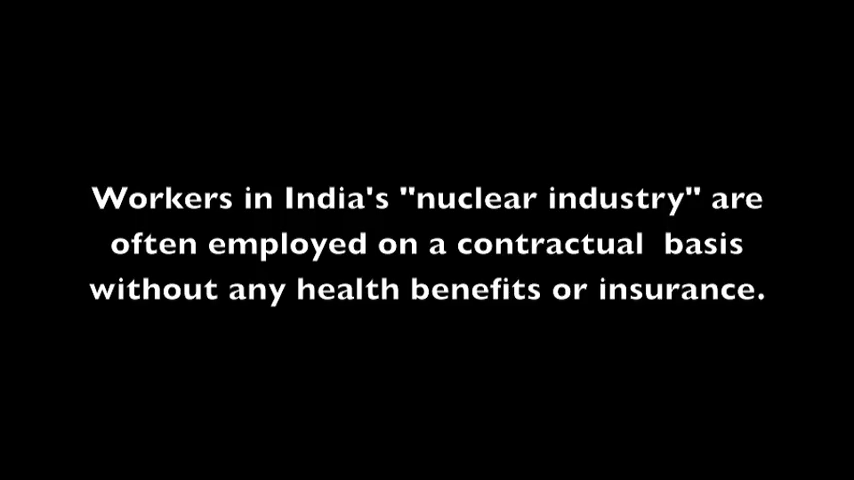 Workers in India's "nuclear industry" are
often employed on a contractual  basis
without any health benefits or insurance.